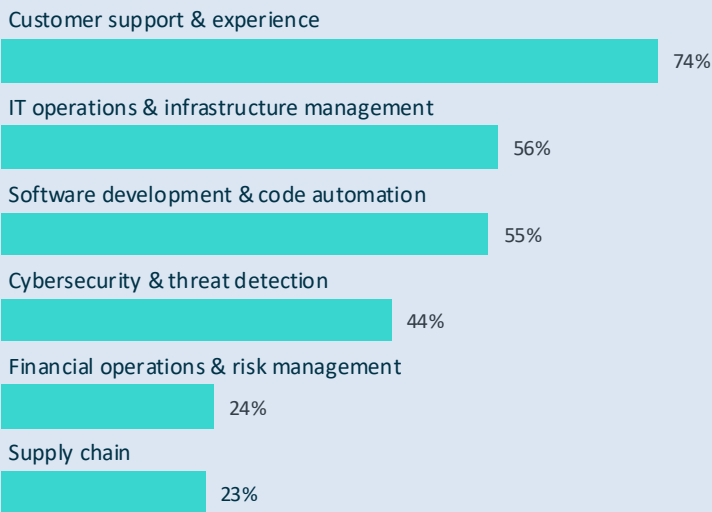 Customer support & experience
74%
IT operations & infrastructure management
56%
Software development & code automation
55%
Cybersecurity & threat detection
44%
Financial operations & risk management
24%
Supply chain
23%